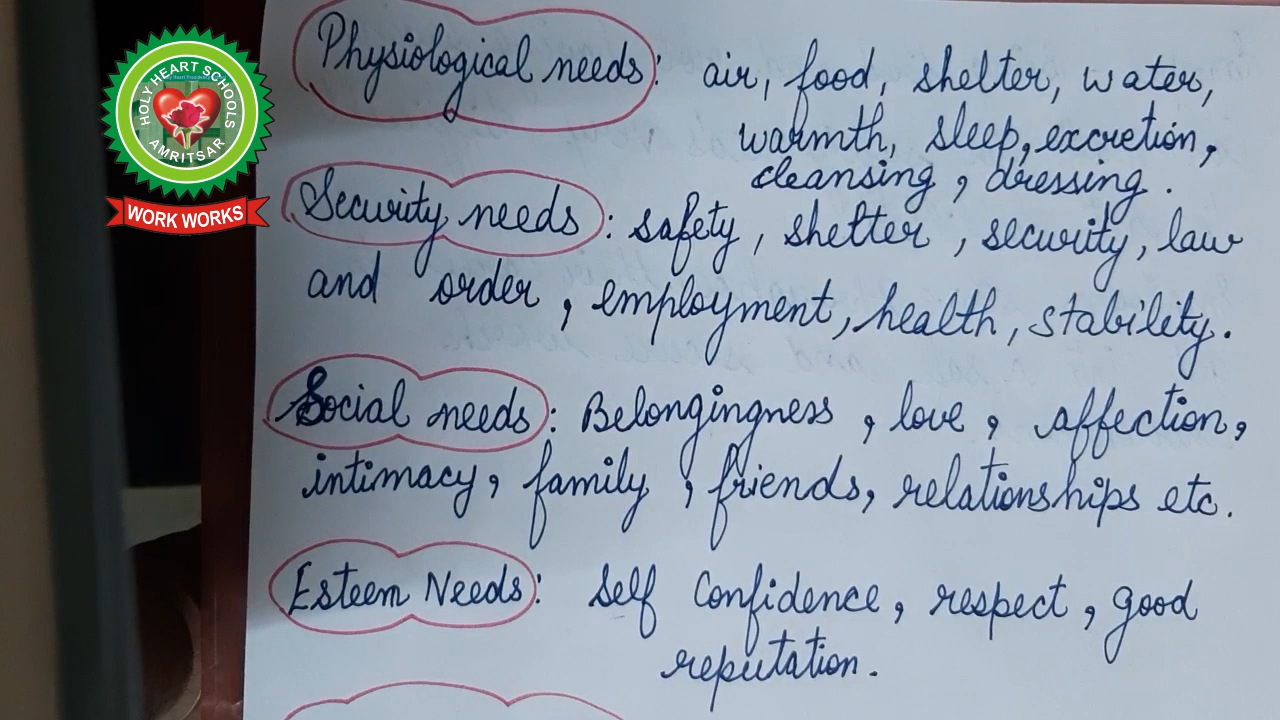 HOLY HEART SCHOOLS
AMRITSAR
WORK WORKS
Physiological needs: air, food, shelter, water,
warmth, sleep, excretion,
cleansing, dressing.
Security needs: safety, shelter, security, law
and order, employment, health, stability.
Social needs: Belongingness, love, affection,
intimacy, family, friends, relationships etc.
Esteem Needs: Self Confidence, respect, good
reputation.